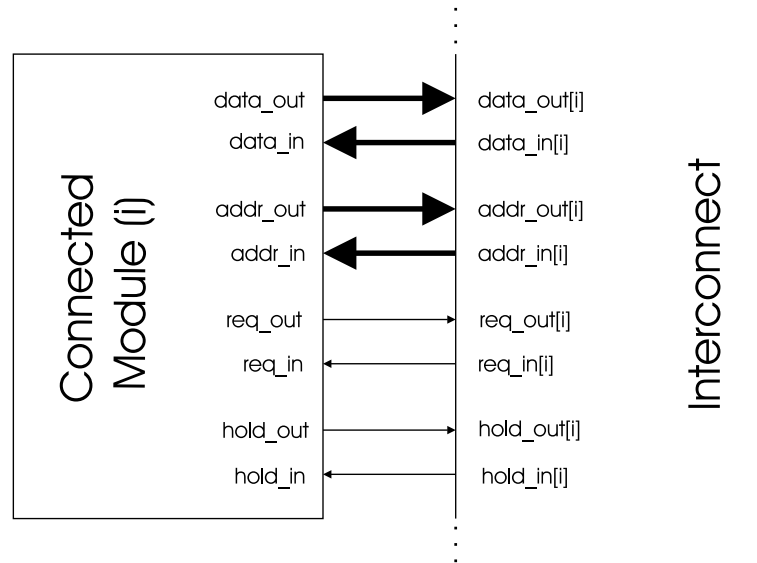 Connected
Module (i)
data_out
data_in
addr_out
addr_in
req_out
req_in
hold_out
hold_in
data_out[i]
data_in[i]
addr_out[i]
addr_in[i]
req_out[i]
req_in[i]
hold_out[i]
hold_in[i]
Interconnect